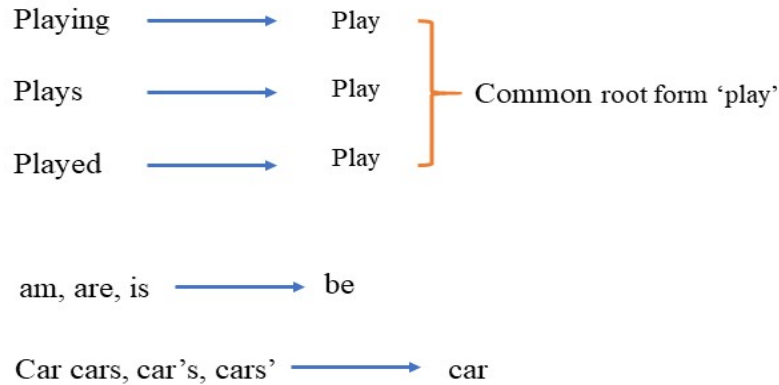 Playing Play
Plays Play Common root form ‘play’
Played Play
am, are, is be
Car cars, car’s, cars’ car